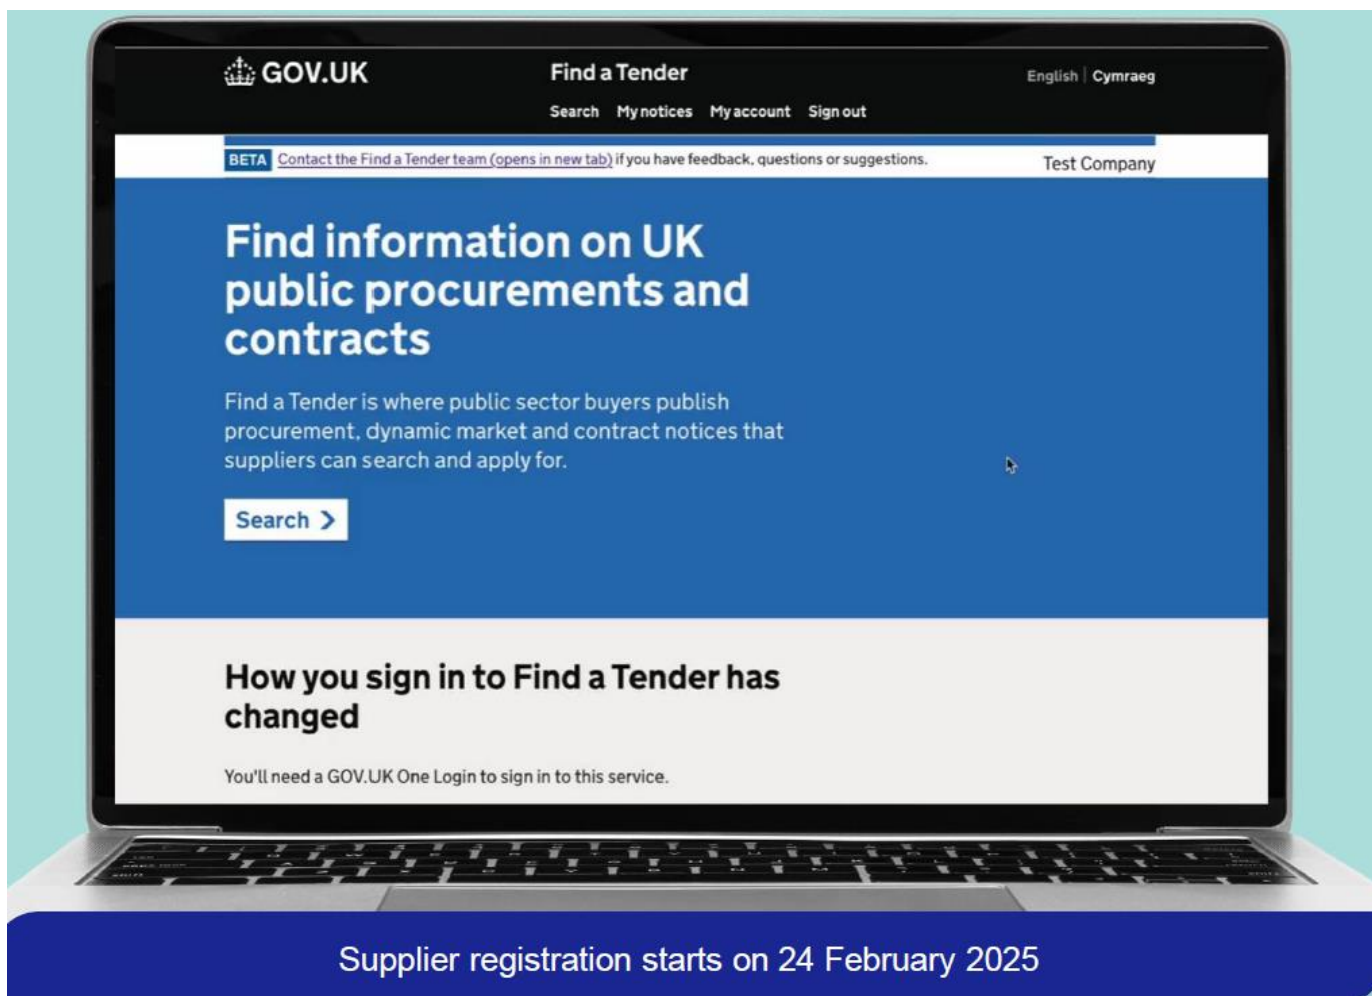 GOV.UK
Find a Tender
English | Cymraeg
Search My notices My account Sign out
BETA Contact the Find a Tender team (opens in new tab) if you have feedback, questions or suggestions.
Test Company
Find information on UK
public procurements and
contracts
Find a Tender is where public sector buyers publish
procurement, dynamic market and contract notices that
suppliers can search and apply for.
Search
How you sign in to Find a Tender has
changed
You'll need a GOV.UK One Login to sign in to this service.
Supplier registration starts on 24 February 2025